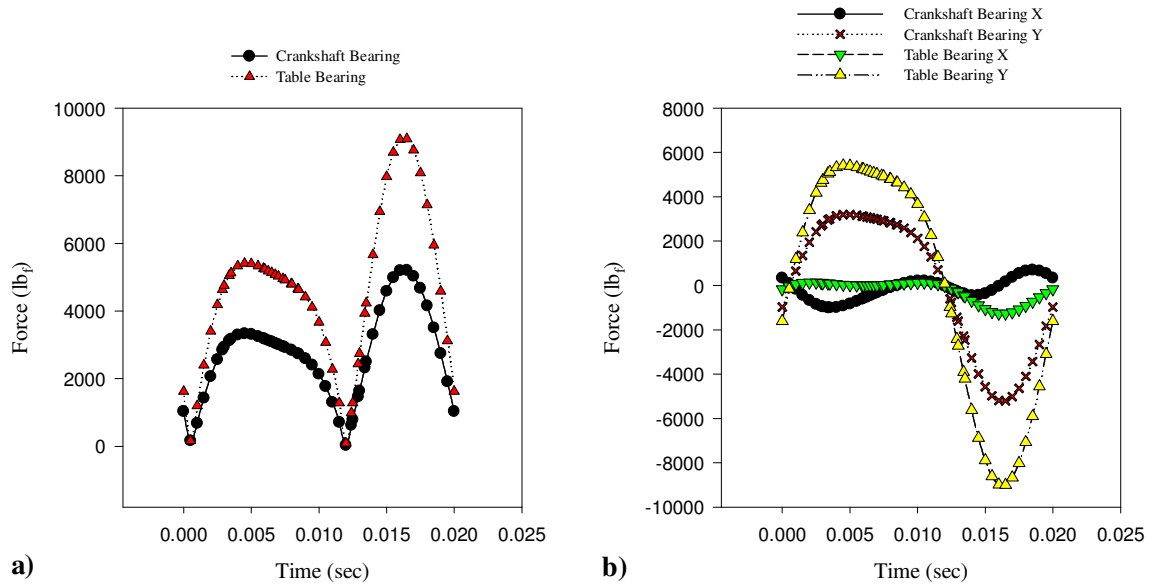 Crankshaft Bearing
Table Bearing
10000
8000
6000
4000
2000
0
Force (lbf)
0.000 0.005 0.010 0.015 0.020 0.025
Time (sec)
a)
Crankshaft Bearing X
Crankshaft Bearing Y
Table Bearing X
Table Bearing Y
8000
6000
4000
2000
0
-2000
-4000
-6000
-8000
-10000
Force (lbf)
0.000 0.005 0.010 0.015 0.020 0.025
Time (sec)
b)